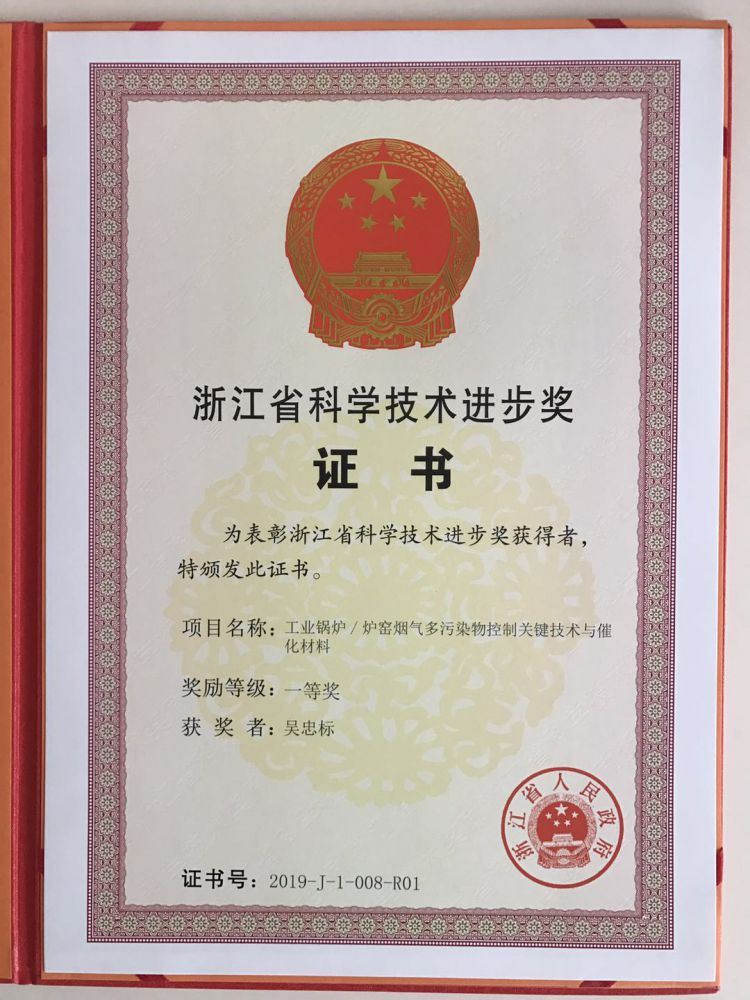 浙江省科学技术进步奖
证 书
为表彰浙江省科学技术进步奖获得者，
特颁发此证书。
项目名称：工业锅炉／炉窑烟气多污染物控制关键技术与催
化材料
奖励等级：一等奖
获 奖 者：吴忠标
浙江省人民政府
证书号：2019-J-1-008-R01